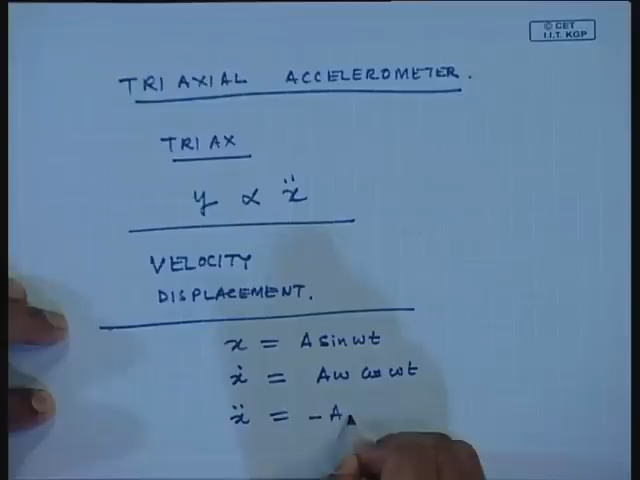 © CET
I.I.T. KGP
TRIAXIAL ACCELEROMETER.
TRIAX
y ∝ ẍ
VELOCITY
DISPLACEMENT.
x = A sin ωt
ẋ = Aω cos ωt
ẍ = -A